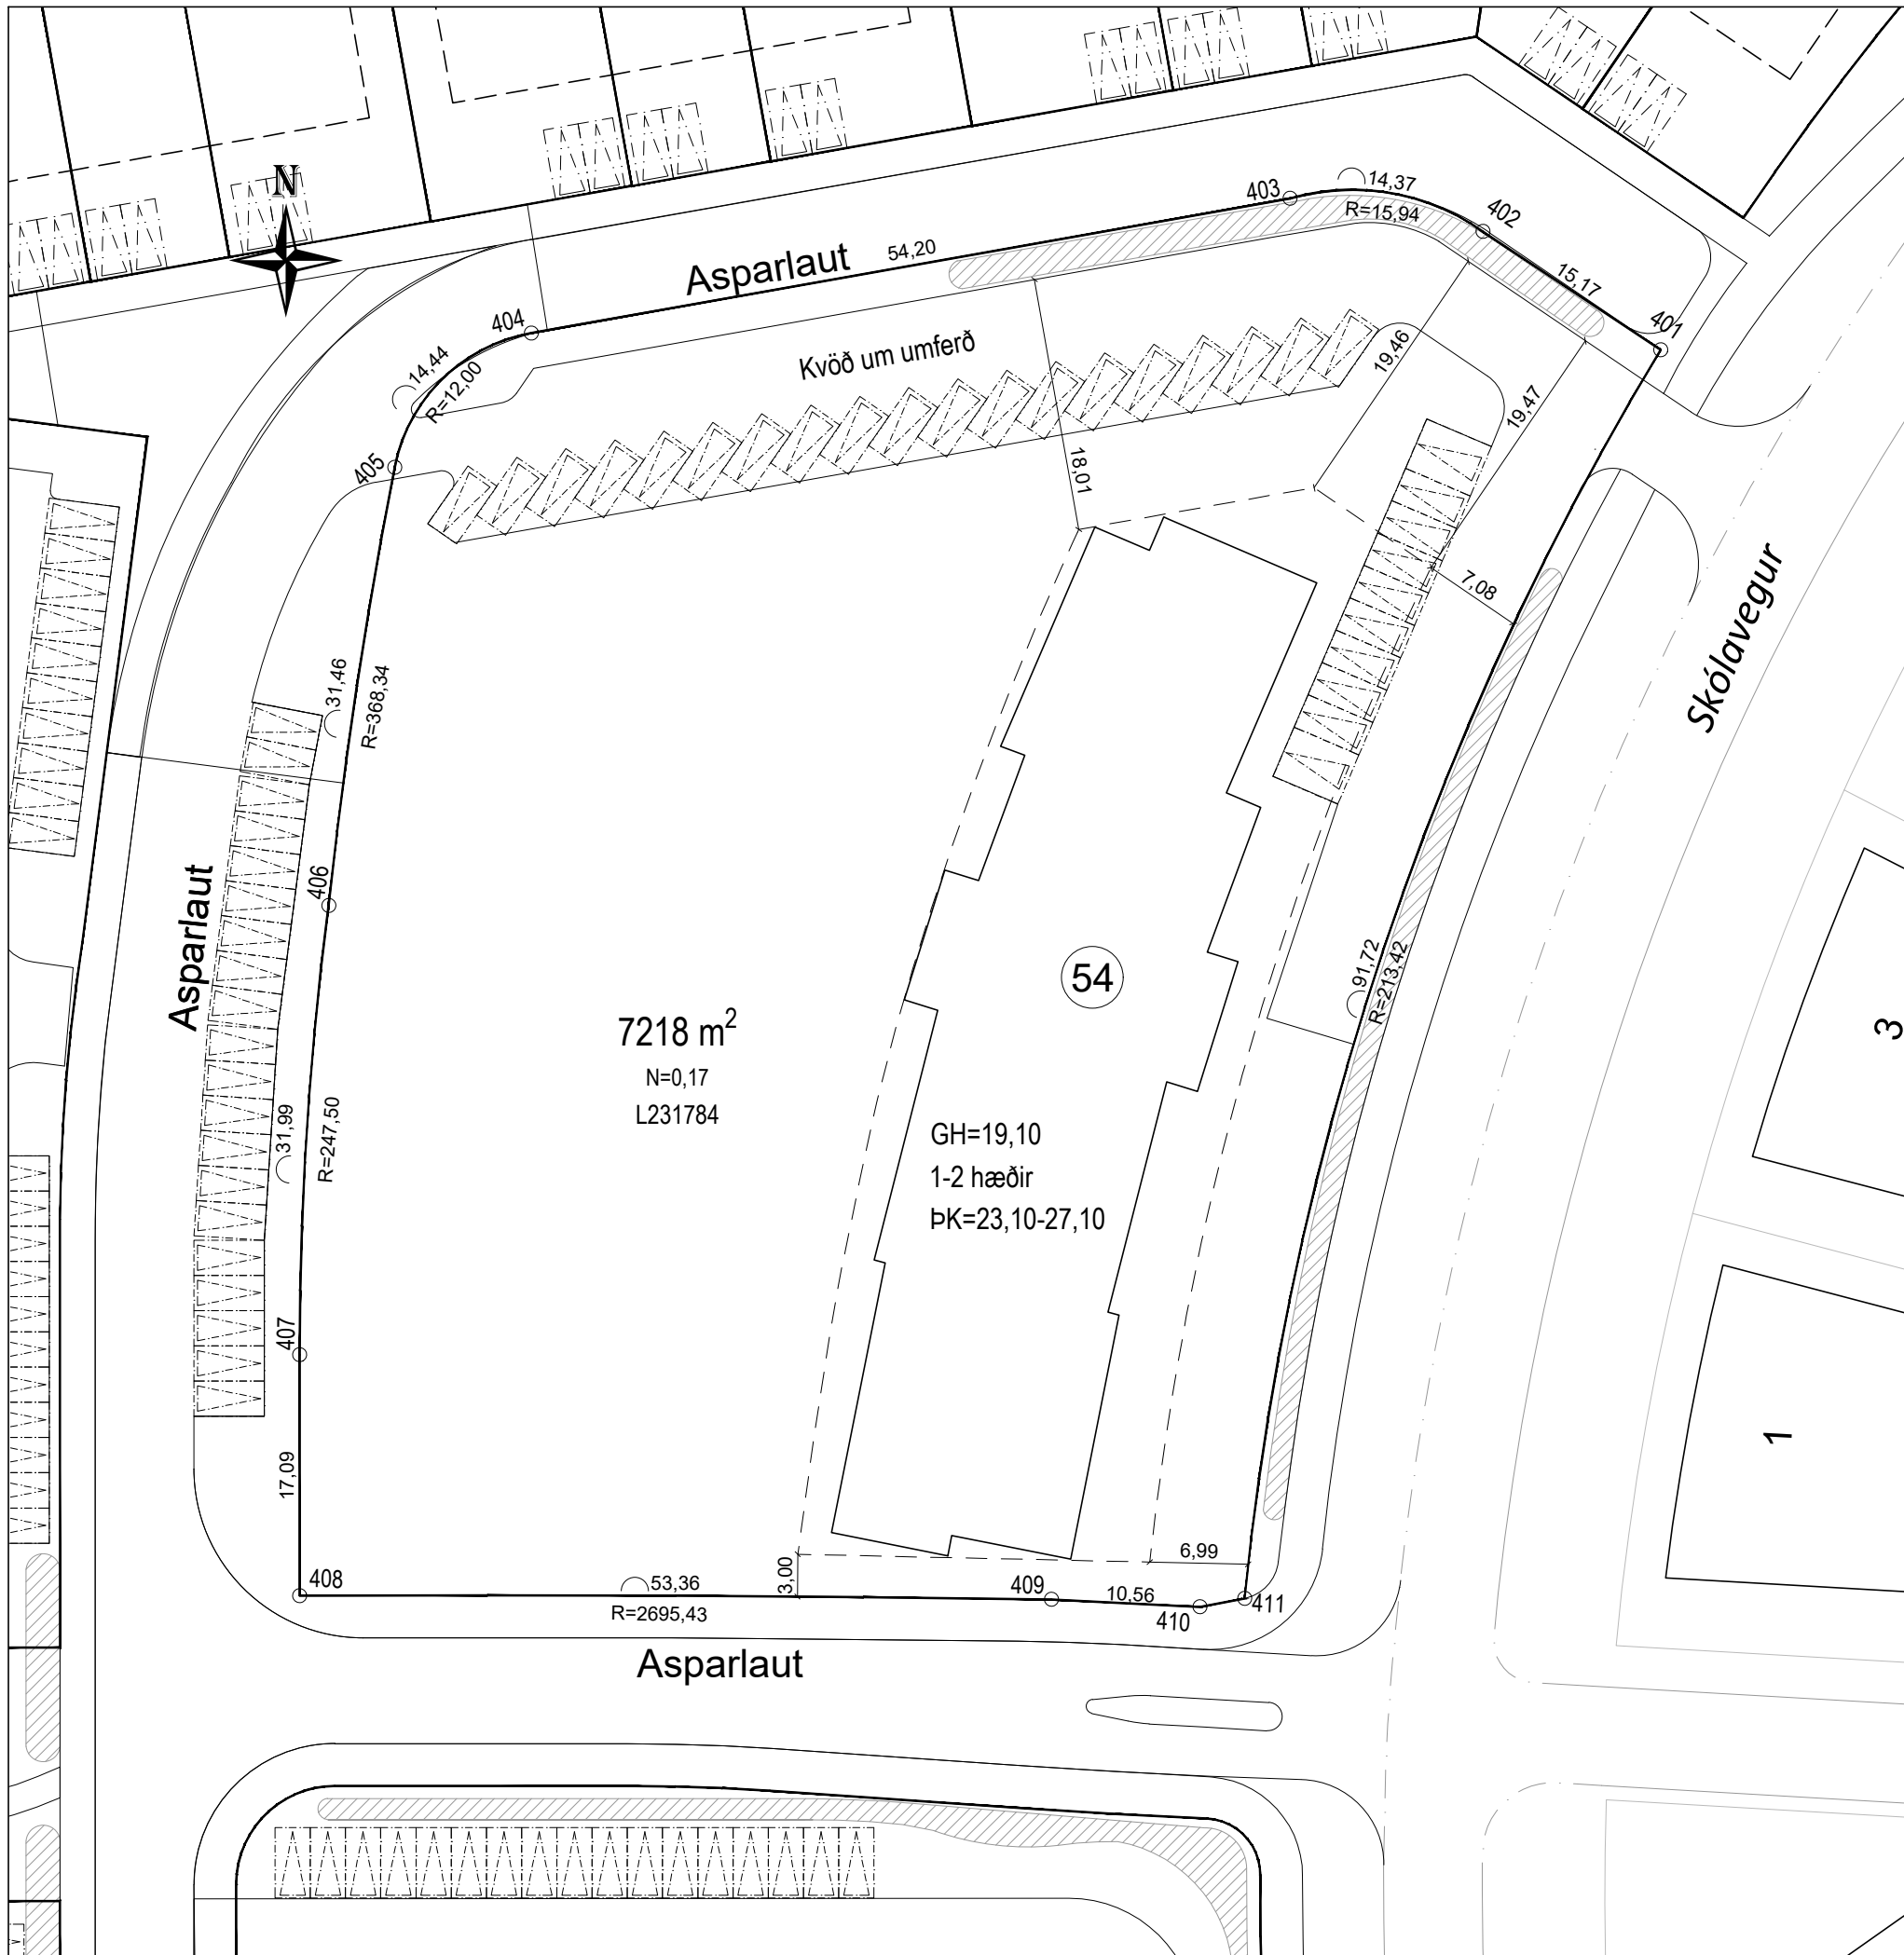 N
403
14,37
R=15,94
402
Asparlaut
54,20
15,17
401
404
14,44
R=12,00
Kvöð um umferð
19,46
19,47
405
18,01
7,08
Skólavegur
31,46
R=368,34
406
Asparlaut
54
91,72
R=213,42
7218 m²
N=0,17
L231784
3
31,99
R=247,50
GH=19,10
1-2 hæðir
ÞK=23,10-27,10
407
1
17,09
6,99
3,00
408
53,36
R=2695,43
409
10,56
410
411
Asparlaut